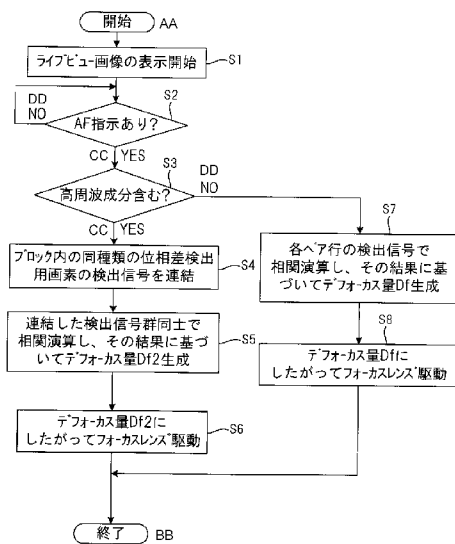 開始 AA
ライブビュー画像の表示開始 S1
DD
NO
S2
AF指示あり?
CC YES
S3
高周波成分含む?
DD
NO
CC YES
ブロック内の同種類の位相差検出
用画素の検出信号を連結
S4
S7
各ペア行の検出信号で
相関演算し、その結果に基
づいてデフォーカス量Df生成
連結した検出信号群同士で
相関演算し、その結果に基づ
いてデフォーカス量Df2生成
S5
S8
デフォーカス量Dfに
したがってフォーカスレンズ駆動
デフォーカス量Df2に
したがってフォーカスレンズ駆動
S6
終了 BB